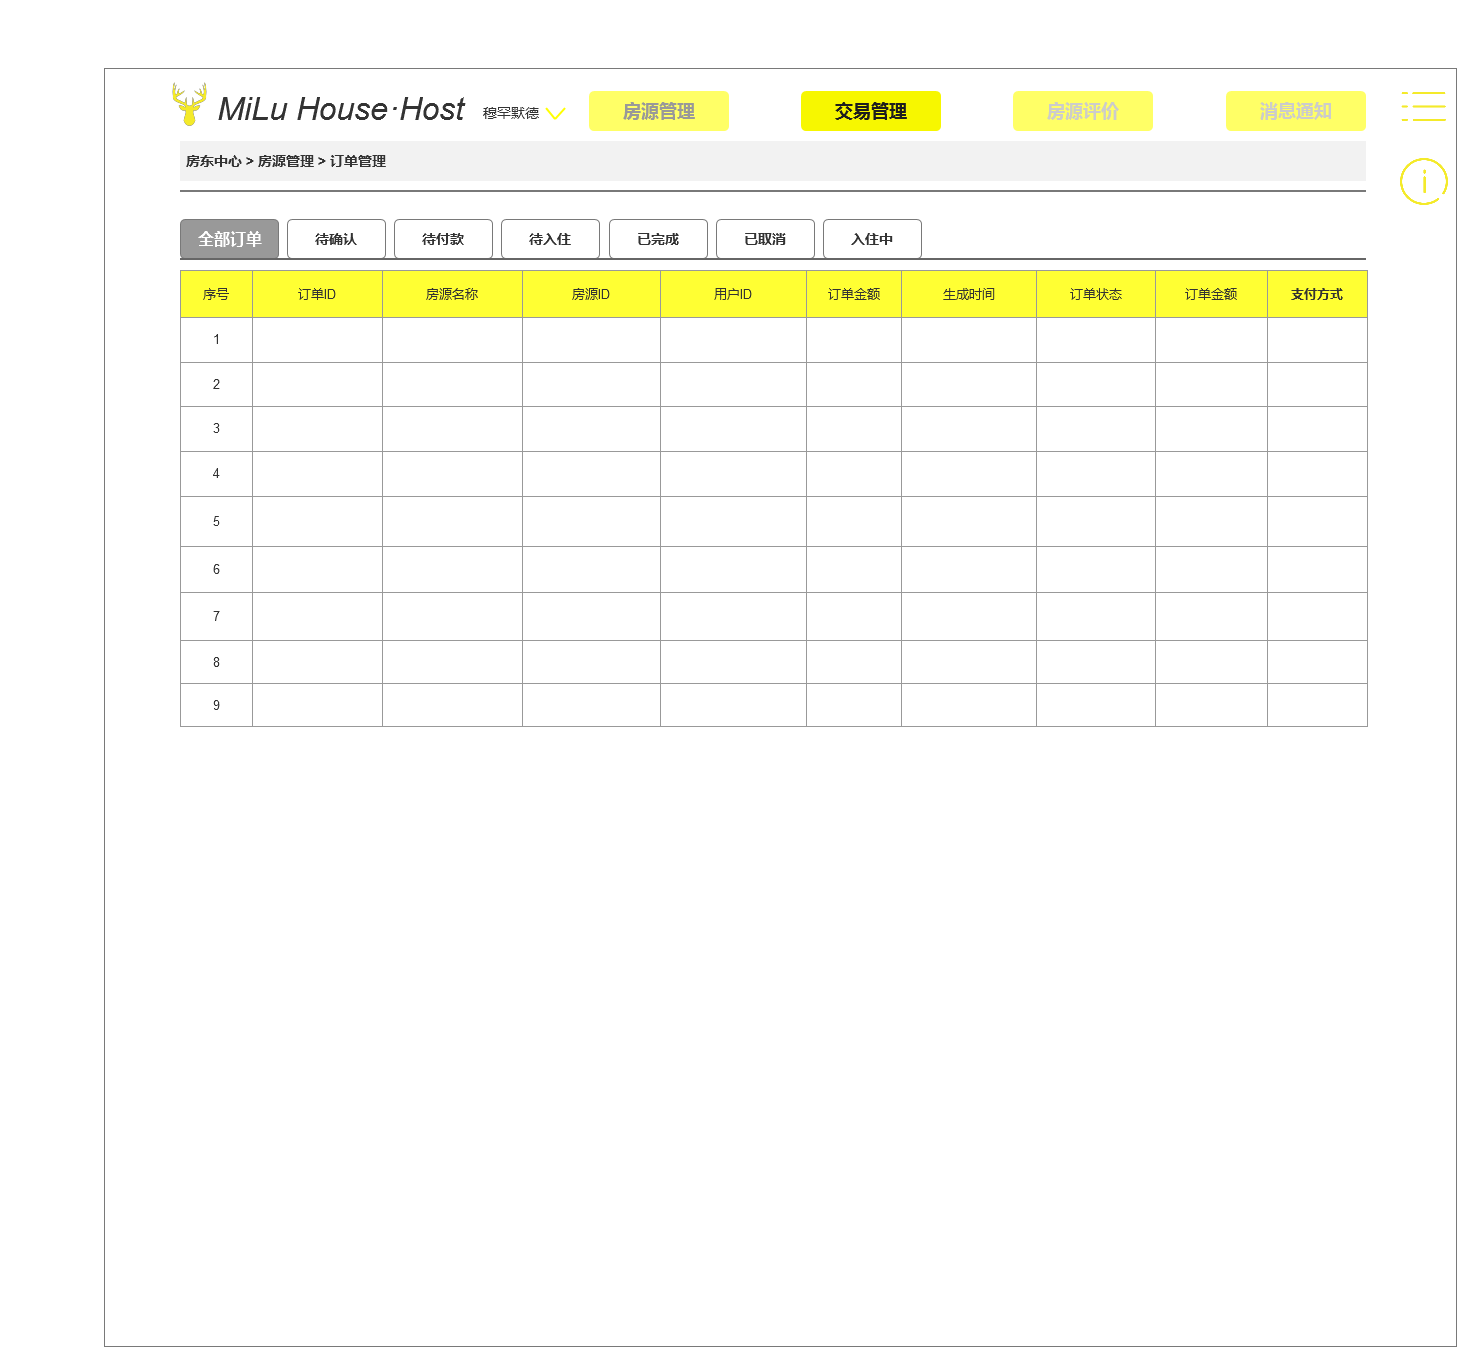 MiLu House·Host 穆罕默德 房源管理 交易管理 房源评价 消息通知
房东中心 > 房源管理 > 订单管理
全部订单 待确认 待付款 待入住 已完成 已取消 入住中
序号 订单ID 房源名称 房源ID 用户ID 订单金额 生成时间 订单状态 订单金额 支付方式
1
2
3
4
5
6
7
8
9